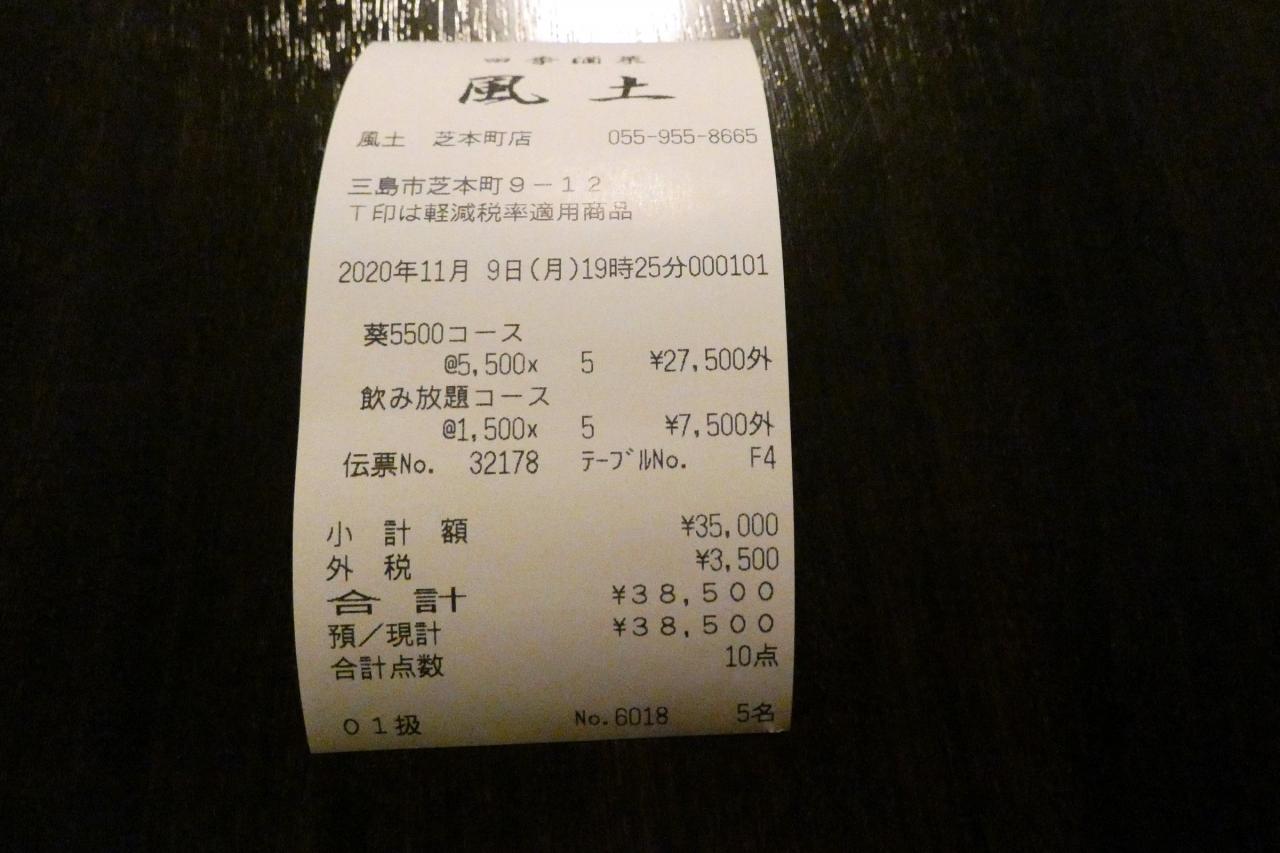 四季酒菜
風土
風土 芝本町店 055-955-8665
三島市芝本町9-12
T印は軽減税率適用商品
2020年11月 9日(月)19時25分000101
葵5500コース
@5,500x 5 ¥27,500外
飲み放題コース
@1,500x 5 ¥7,500外
伝票No. 32178 テーブルNo. F4
小計額 ¥35,000
外税 ¥3,500
合計 ¥38,500
預/現計 ¥38,500
合計点数 10点
01扱 No.6018 5名